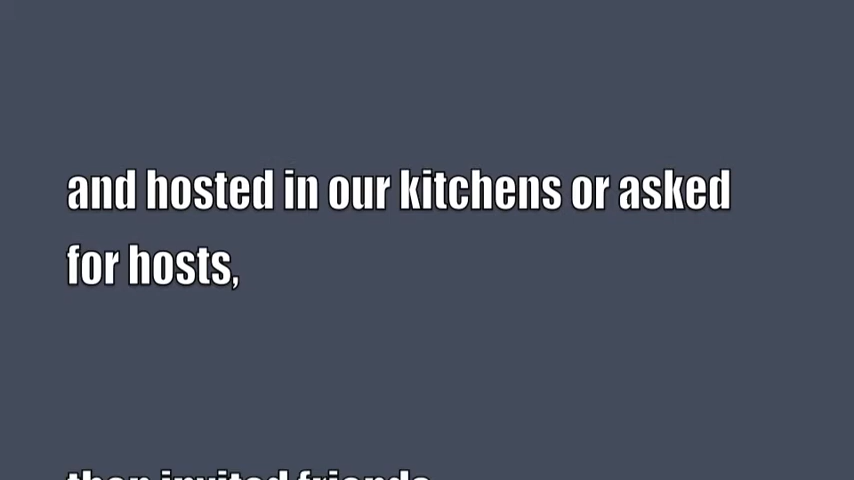 and hosted in our kitchens or asked
for hosts,
then invited friends